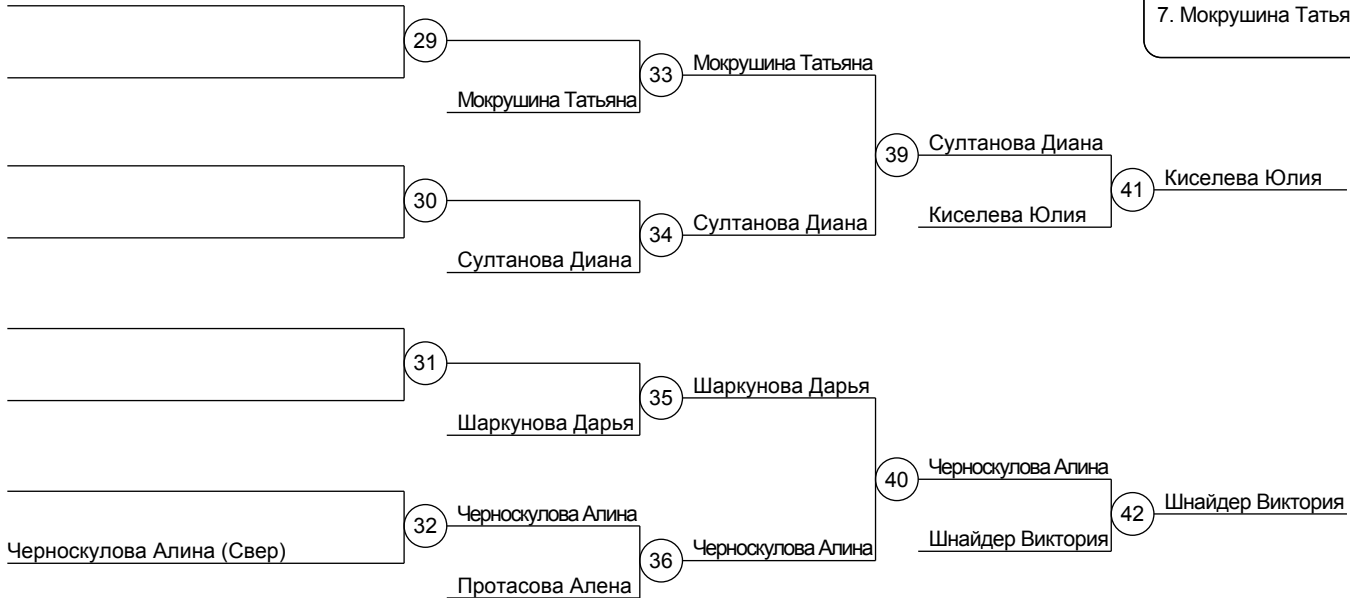 7. Мокрушина Татья
29
33
Мокрушина Татьяна
Мокрушина Татьяна
39
Султанова Диана
41
Киселева Юлия
30
34
Султанова Диана
Киселева Юлия
Султанова Диана
31
35
Шаркунова Дарья
Шаркунова Дарья
40
Черноскулова Алина
42
Шнайдер Виктория
32
Черноскулова Алина
Шнайдер Виктория
Черноскулова Алина (Свер)
36
Черноскулова Алина
Протасова Алена